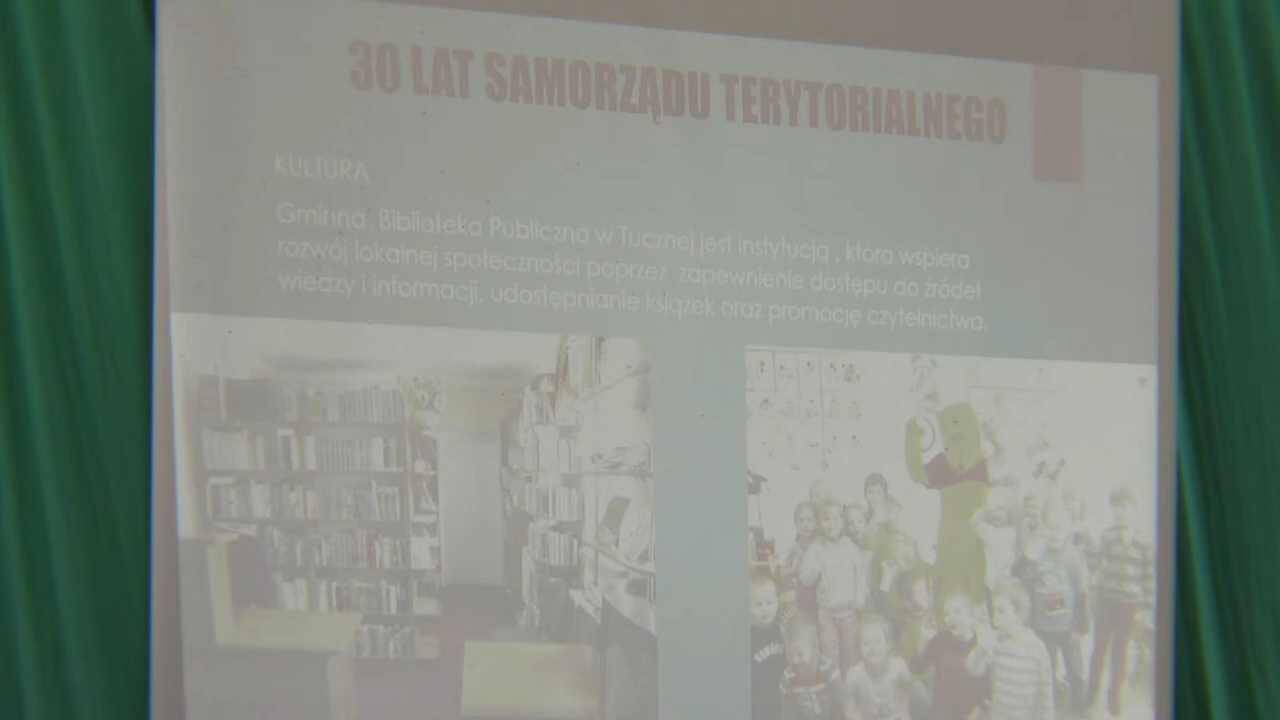 30 LAT SAMORZĄDU TERYTORIALNEGO
KULTURA
Gminna Biblioteka Publiczna w Tucznej jest instytucją , która wspiera
rozwój lokalnej społeczności poprzez zapewnienie dostępu do źródeł
wiedzy i informacji, udostępnianie książek oraz promocję czytelnictwa.